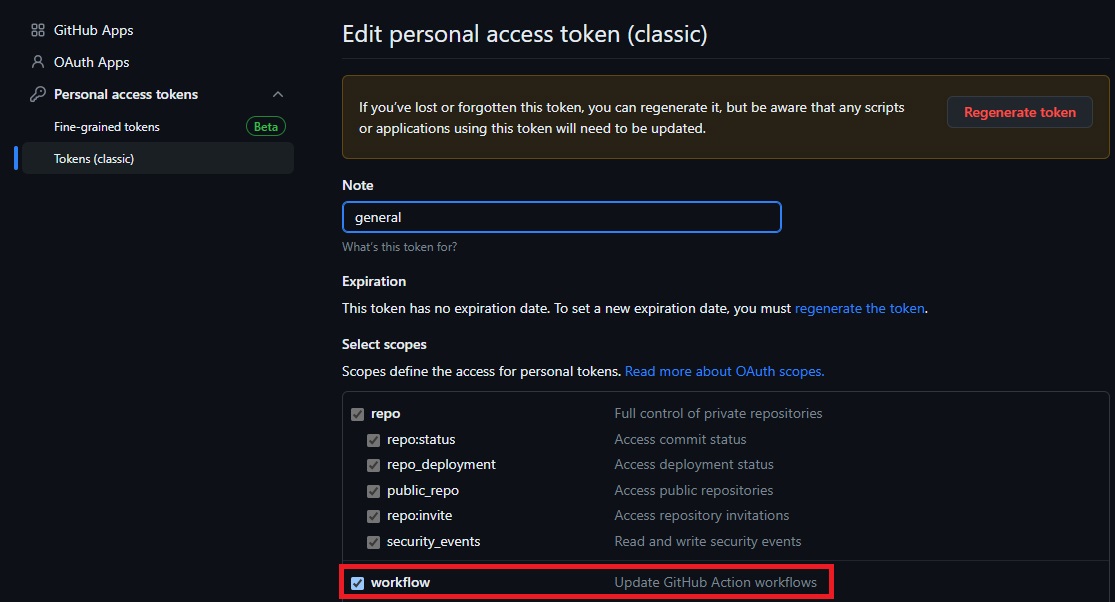 GitHub Apps
OAuth Apps
Personal access tokens
Fine-grained tokens
Beta
Tokens (classic)
Edit personal access token (classic)
If you've lost or forgotten this token, you can regenerate it, but be aware that any scripts
or applications using this token will need to be updated.
Regenerate token
Note
general
What's this token for?
Expiration
This token has no expiration date. To set a new expiration date, you must regenerate the token.
Select scopes
Scopes define the access for personal tokens. Read more about OAuth scopes.
repo Full control of private repositories
repo:status Access commit status
repo_deployment Access deployment status
public_repo Access public repositories
repo:invite Access repository invitations
security_events Read and write security events
workflow Update GitHub Action workflows